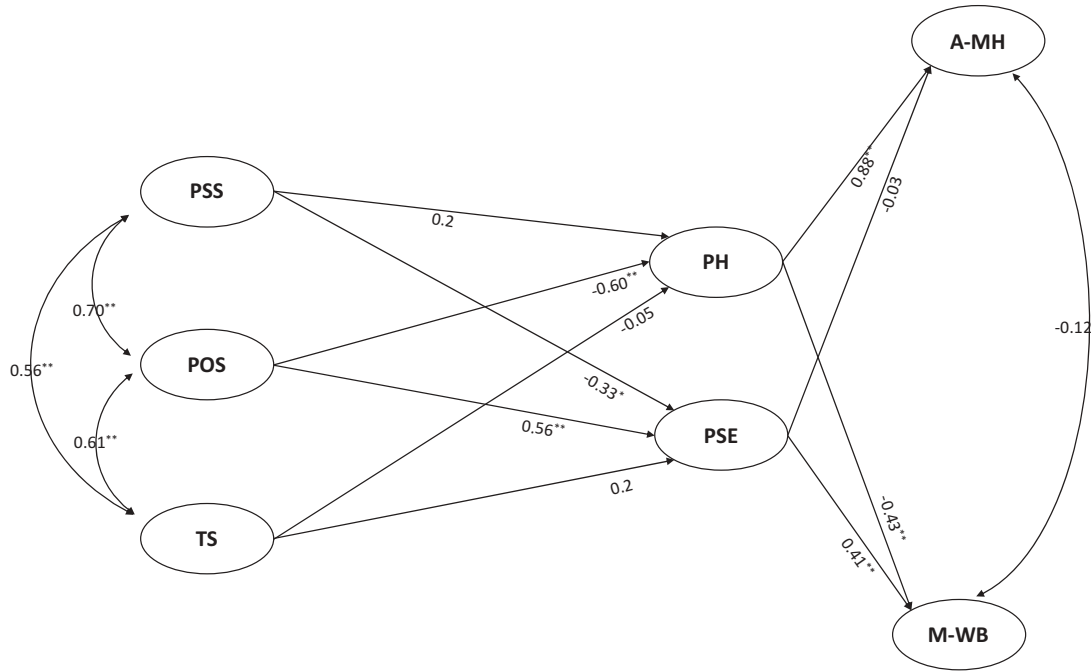 A-MH
PSS
0.88**
-0.03
0.2
PH
-0.60**
0.70**
-0.05
-0.12
POS
0.56**
-0.33*
0.56**
PSE
0.61**
0.2
-0.43**
TS
0.41**
M-WB